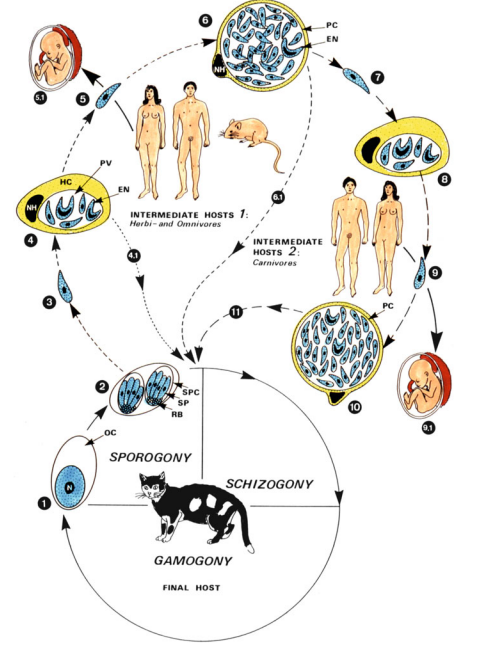 6
PC
EN
NH
5
5,1
7
PV
HC
EN
NH
8
4
INTERMEDIATE HOSTS 1:
Herbi- and Omnivores
6.1
INTERMEDIATE
HOSTS 2:
Carnivores
4.1
9
3
11
PC
2
SPC
SP
RB
10
9,1
OC
SPOROGONY
SCHIZOGONY
N
1
GAMOGONY
FINAL HOST